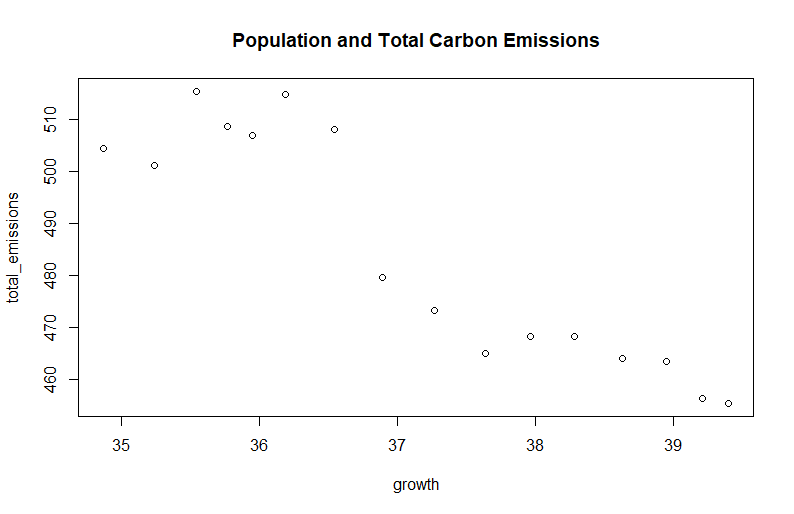 Population and Total Carbon Emissions
510
500
490
480
470
460
total_emissions
35 36 37 38 39
growth